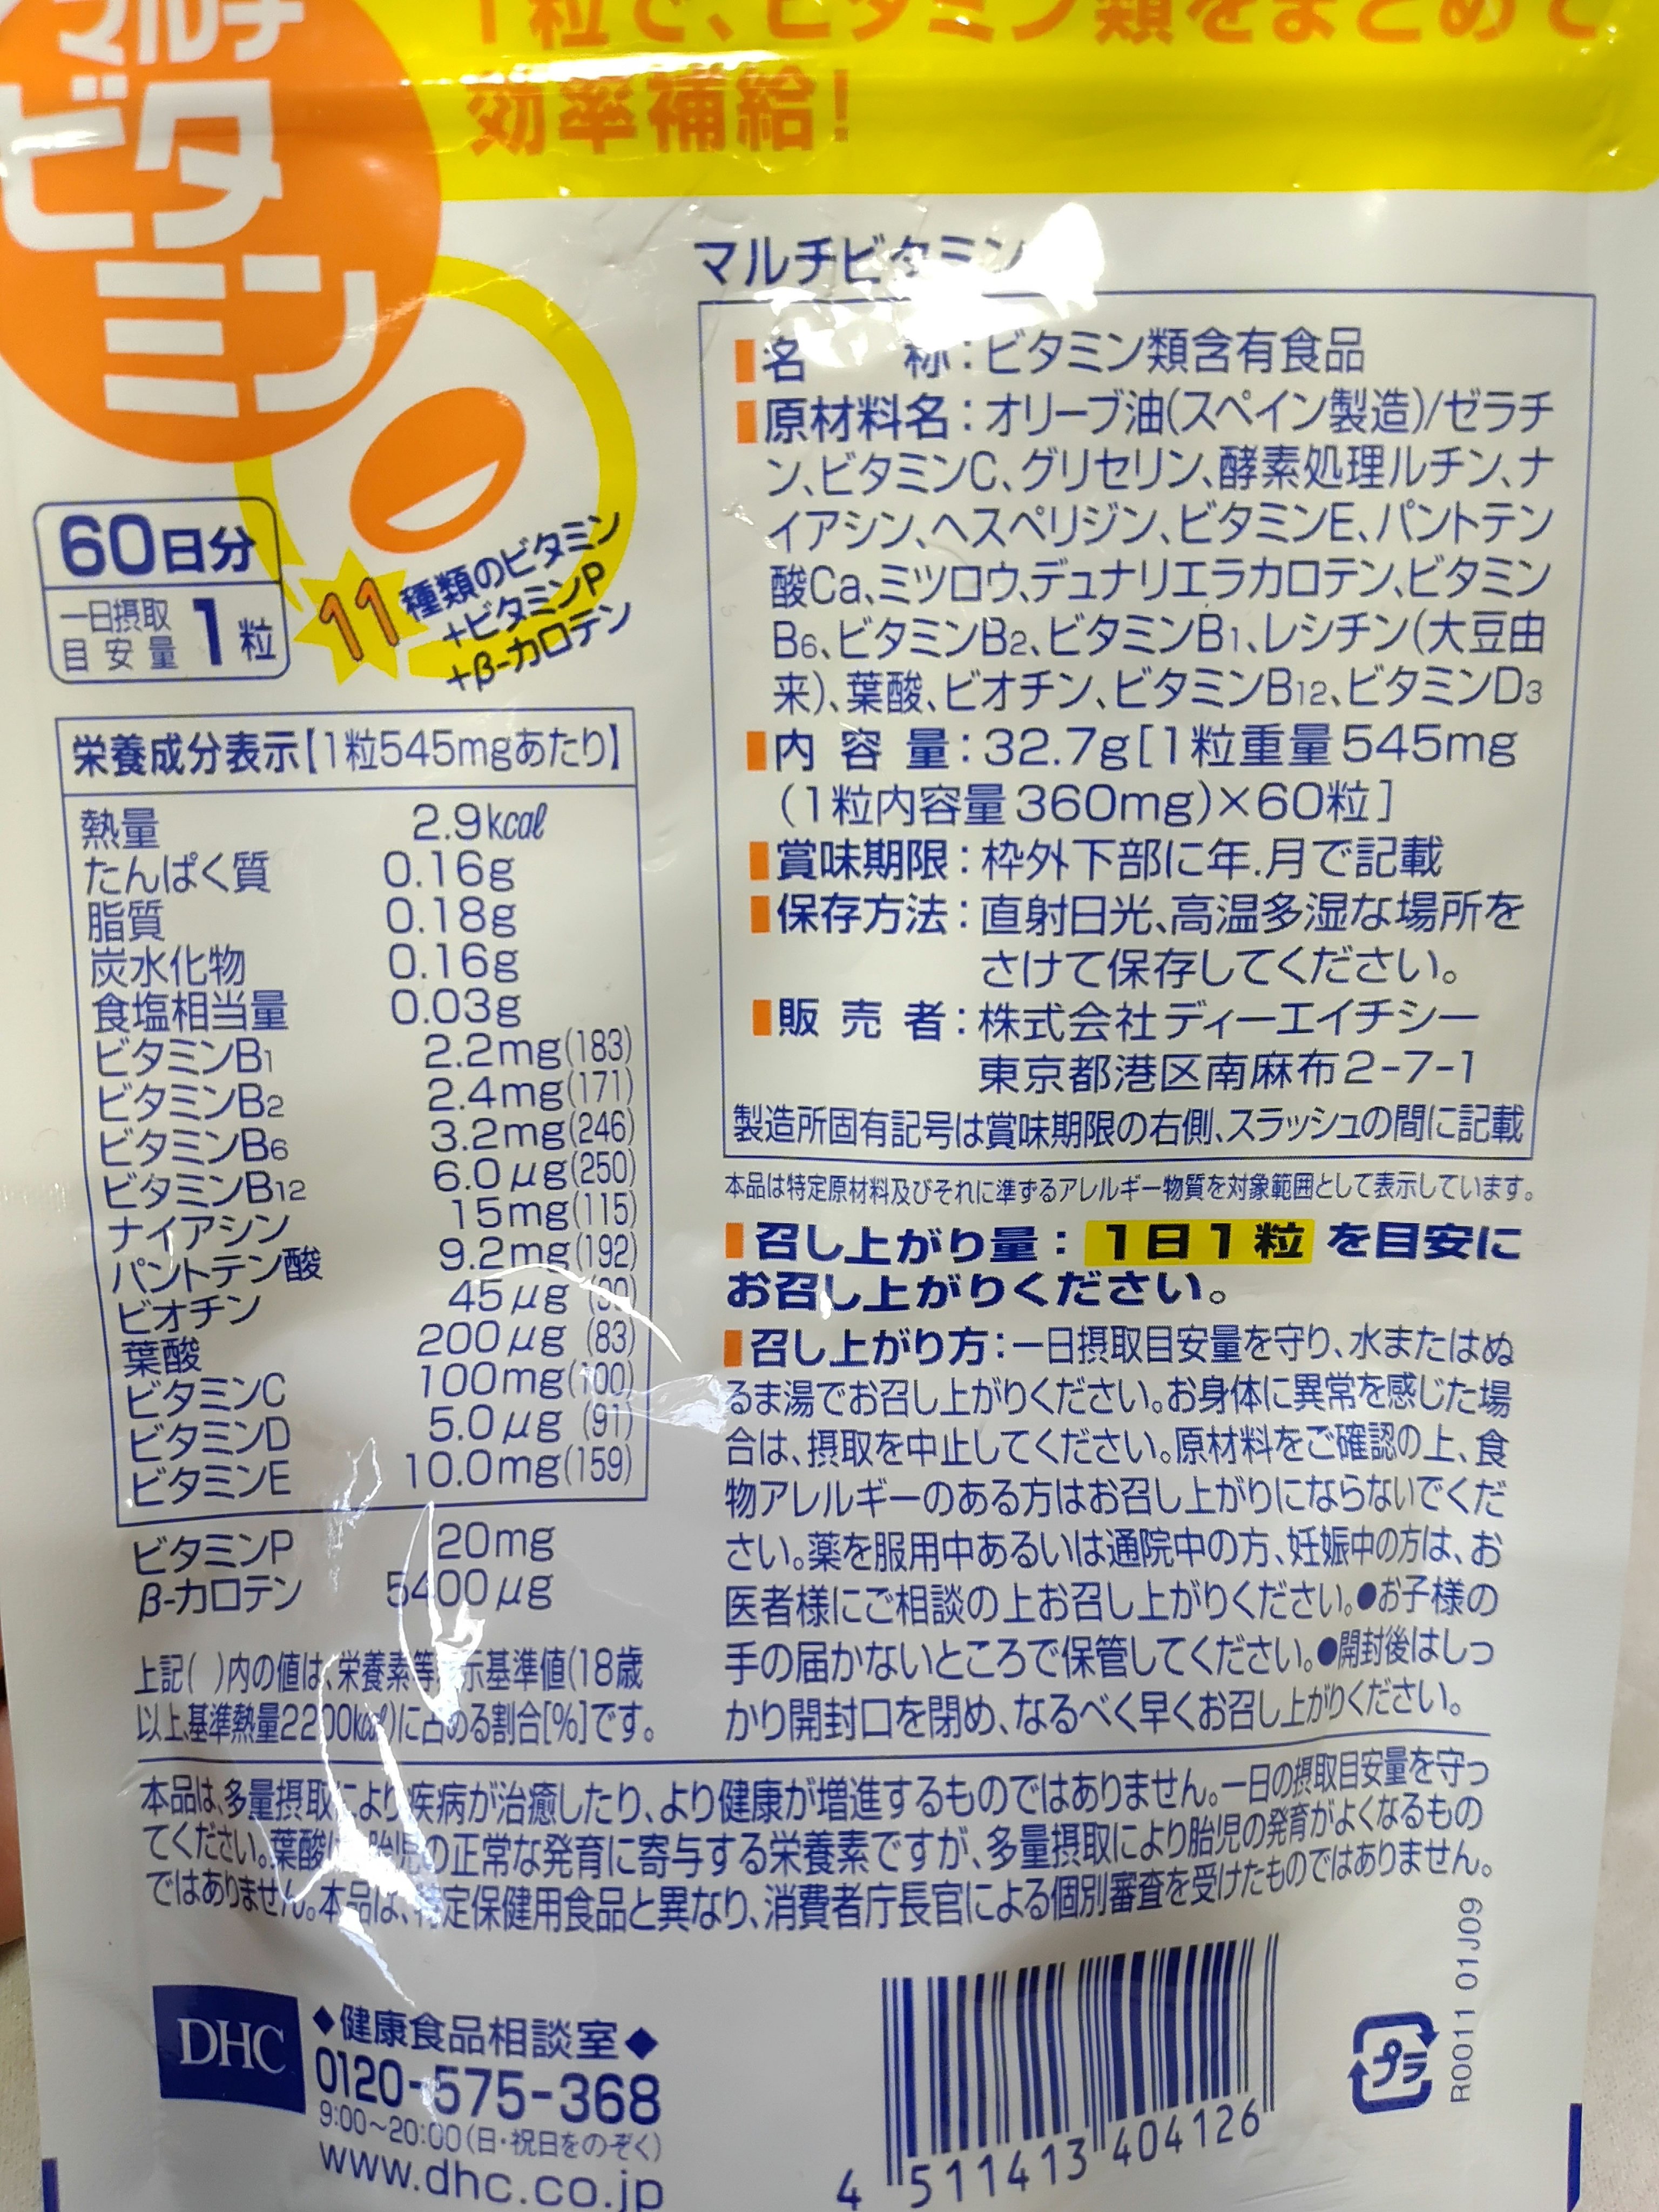 マルチ
ビタ
ミン
1粒で、ビタミン類をまとめて
効率補給!
60日分
一日摂取
目安量 1粒
11種類のビタミン
+ビタミンP
+β-カロテン
栄養成分表示【1粒545mgあたり】
熱量 2.9kcal
たんぱく質 0.16g
脂質 0.18g
炭水化物 0.16g
食塩相当量 0.03g
ビタミンB1 2.2mg(183)
ビタミンB2 2.4mg(171)
ビタミンB6 3.2mg(246)
ビタミンB12 6.0μg(250)
ナイアシン 15mg(115)
パントテン酸 9.2mg(192)
ビオチン 45μg
葉酸 200μg (83)
ビタミンC 100mg(100)
ビタミンD 5.0μg (91)
ビタミンE 10.0mg(159)
ビタミンP 20mg
β-カロテン 5400μg
上記( )内の値は、栄養素等 示基準値(18歳
以上、基準熱量2200kcal)に占める割合[%]です。
マルチビタミン
名 称:ビタミン類含有食品
原材料名:オリーブ油(スペイン製造)/ゼラチ
ン、ビタミンC、グリセリン、酵素処理ルチン、ナ
イアシン、ヘスペリジン、ビタミンE、パントテン
酸Ca、ミツロウ、デュナリエラカロテン、ビタミン
B6、ビタミンB2、ビタミンB1、レシチン(大豆由
来)、葉酸、ビオチン、ビタミンB12、ビタミンD3
内容量:32.7g[1粒重量545mg
(1粒内容量360mg)×60粒]
賞味期限:枠外下部に年.月で記載
保存方法:直射日光、高温多湿な場所を
さけて保存してください。
販売者:株式会社ディーエイチシー
東京都港区南麻布2-7-1
製造所固有記号は賞味期限の右側、スラッシュの間に記載
本品は特定原材料及びそれに準ずるアレルギー物質を対象範囲として表示しています。
召し上がり量:1日1粒を目安に
お召し上がりください。
召し上がり方:一日摂取目安量を守り、水またはぬ
るま湯でお召し上がりください。お身体に異常を感じた場
合は、摂取を中止してください。原材料をご確認の上、食
物アレルギーのある方はお召し上がりにならないでくだ
さい。薬を服用中あるいは通院中の方、妊娠中の方は、お
医者様にご相談の上お召し上がりください。●お子様の
手の届かないところで保管してください。●開封後はしっ
かり開封口を閉め、なるべく早くお召し上がりください。
本品は、多量摂取により疾病が治癒したり、より健康が増進するものではありません。一日の摂取目安量を守っ
てください。葉酸は、胎児の正常な発育に寄与する栄養素ですが、多量摂取により胎児の発育がよくなるもの
ではありません。本品は、特定保健用食品と異なり、消費者庁長官による個別審査を受けたものではありません。
DHC
◆健康食品相談室◆
0120-575-368
9:00~20:00(日・祝日をのぞく)
www.dhc.co.jp
4 511413 404126
プラ
R0011 01J09